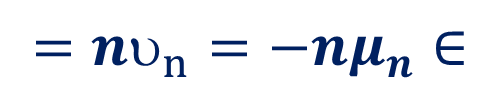 = nυₙ = −nμₙ ∈